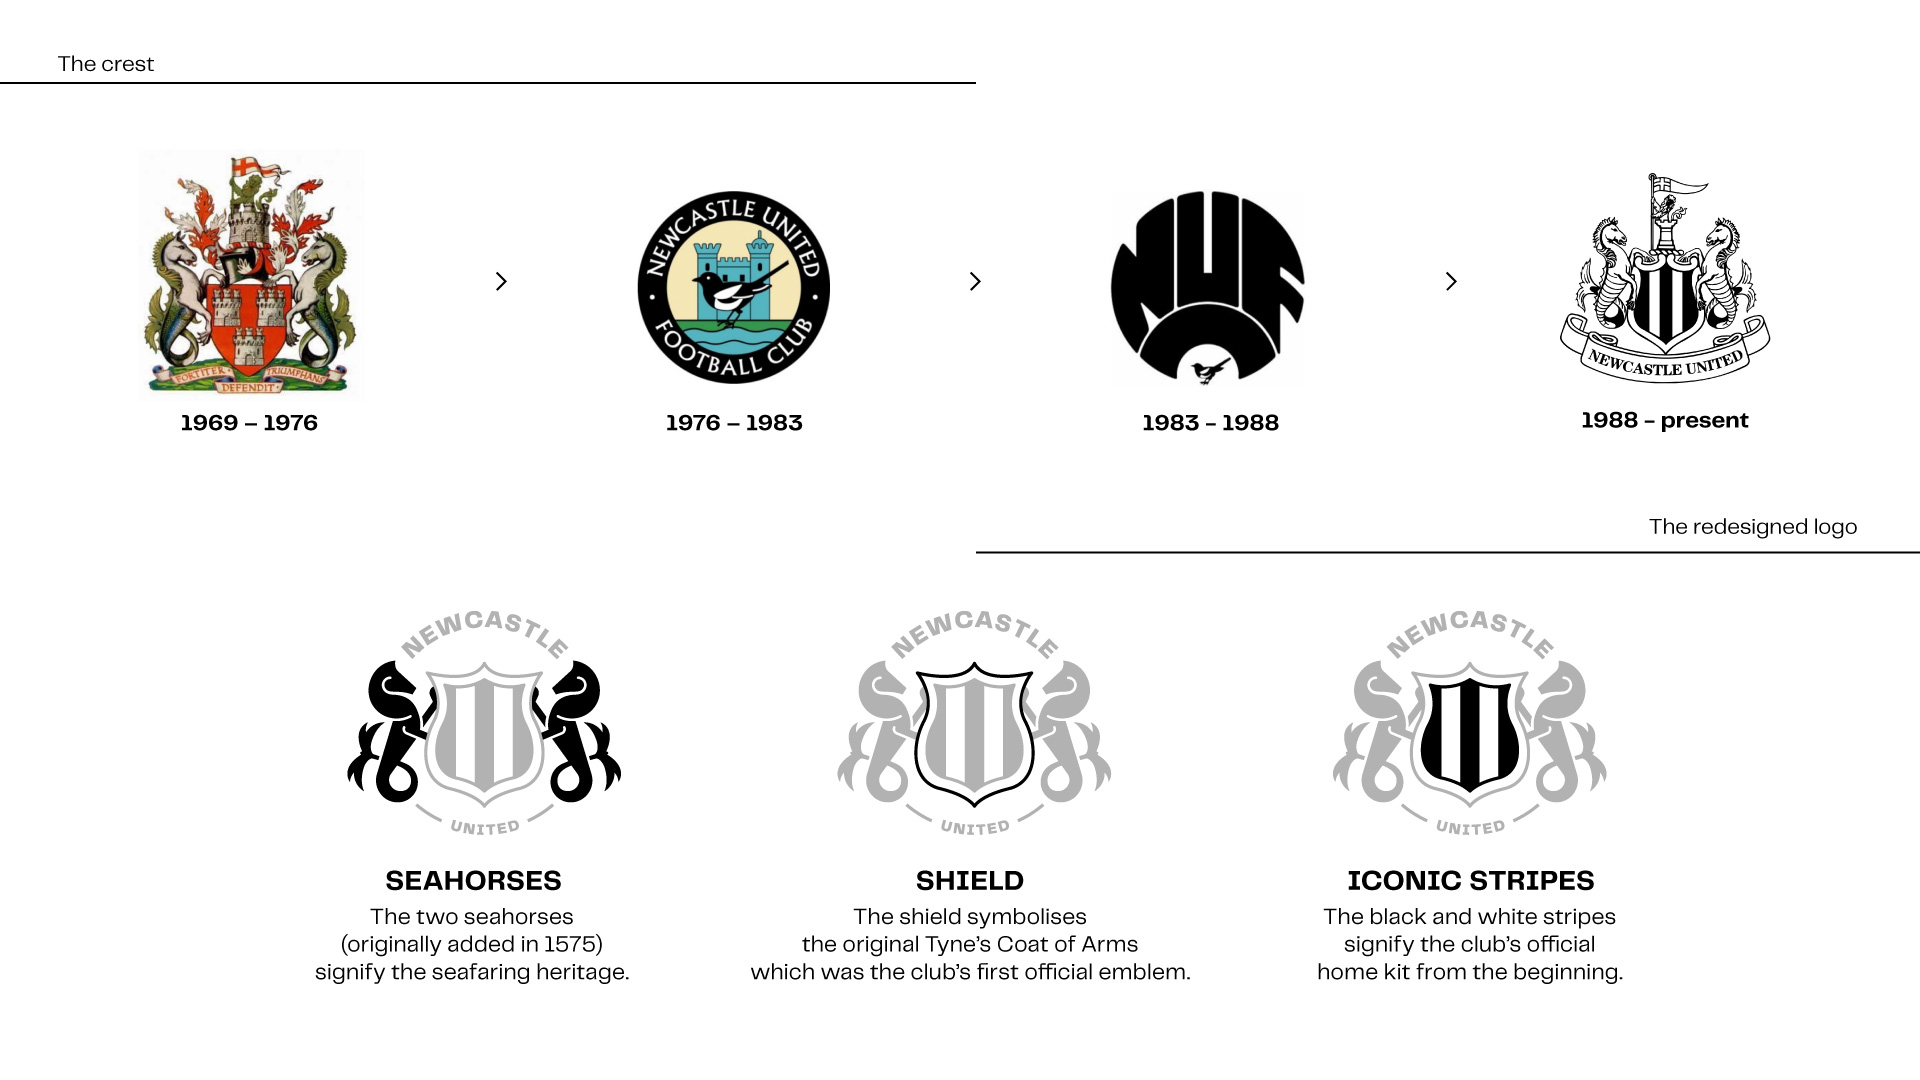 The crest
FORTITER · TRIUMPHANS
DEFENDIT ·
NEWCASTLE UNITED
FOOTBALL CLUB
NUF
NEWCASTLE UNITED
1969 – 1976
1976 – 1983
1983 - 1988
1988 - present
The redesigned logo
NEWCASTLE
UNITED
NEWCASTLE
UNITED
NEWCASTLE
UNITED
SEAHORSES
The two seahorses
(originally added in 1575)
signify the seafaring heritage.
SHIELD
The shield symbolises
the original Tyne’s Coat of Arms
which was the club’s first official emblem.
ICONIC STRIPES
The black and white stripes
signify the club’s official
home kit from the beginning.